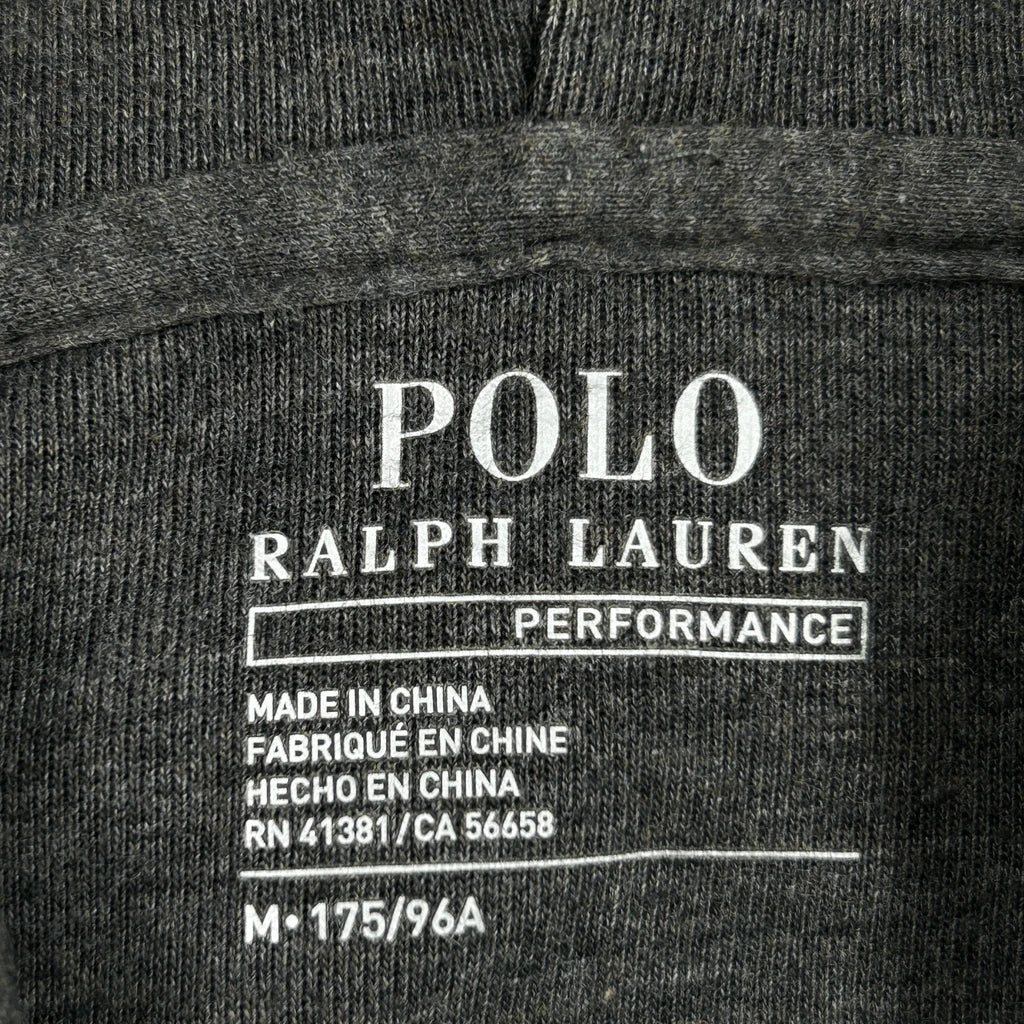 POLO
RALPH LAUREN
PERFORMANCE
MADE IN CHINA
FABRIQUÉ EN CHINE
HECHO EN CHINA
RN 41381/CA 56658
M• 175/96A